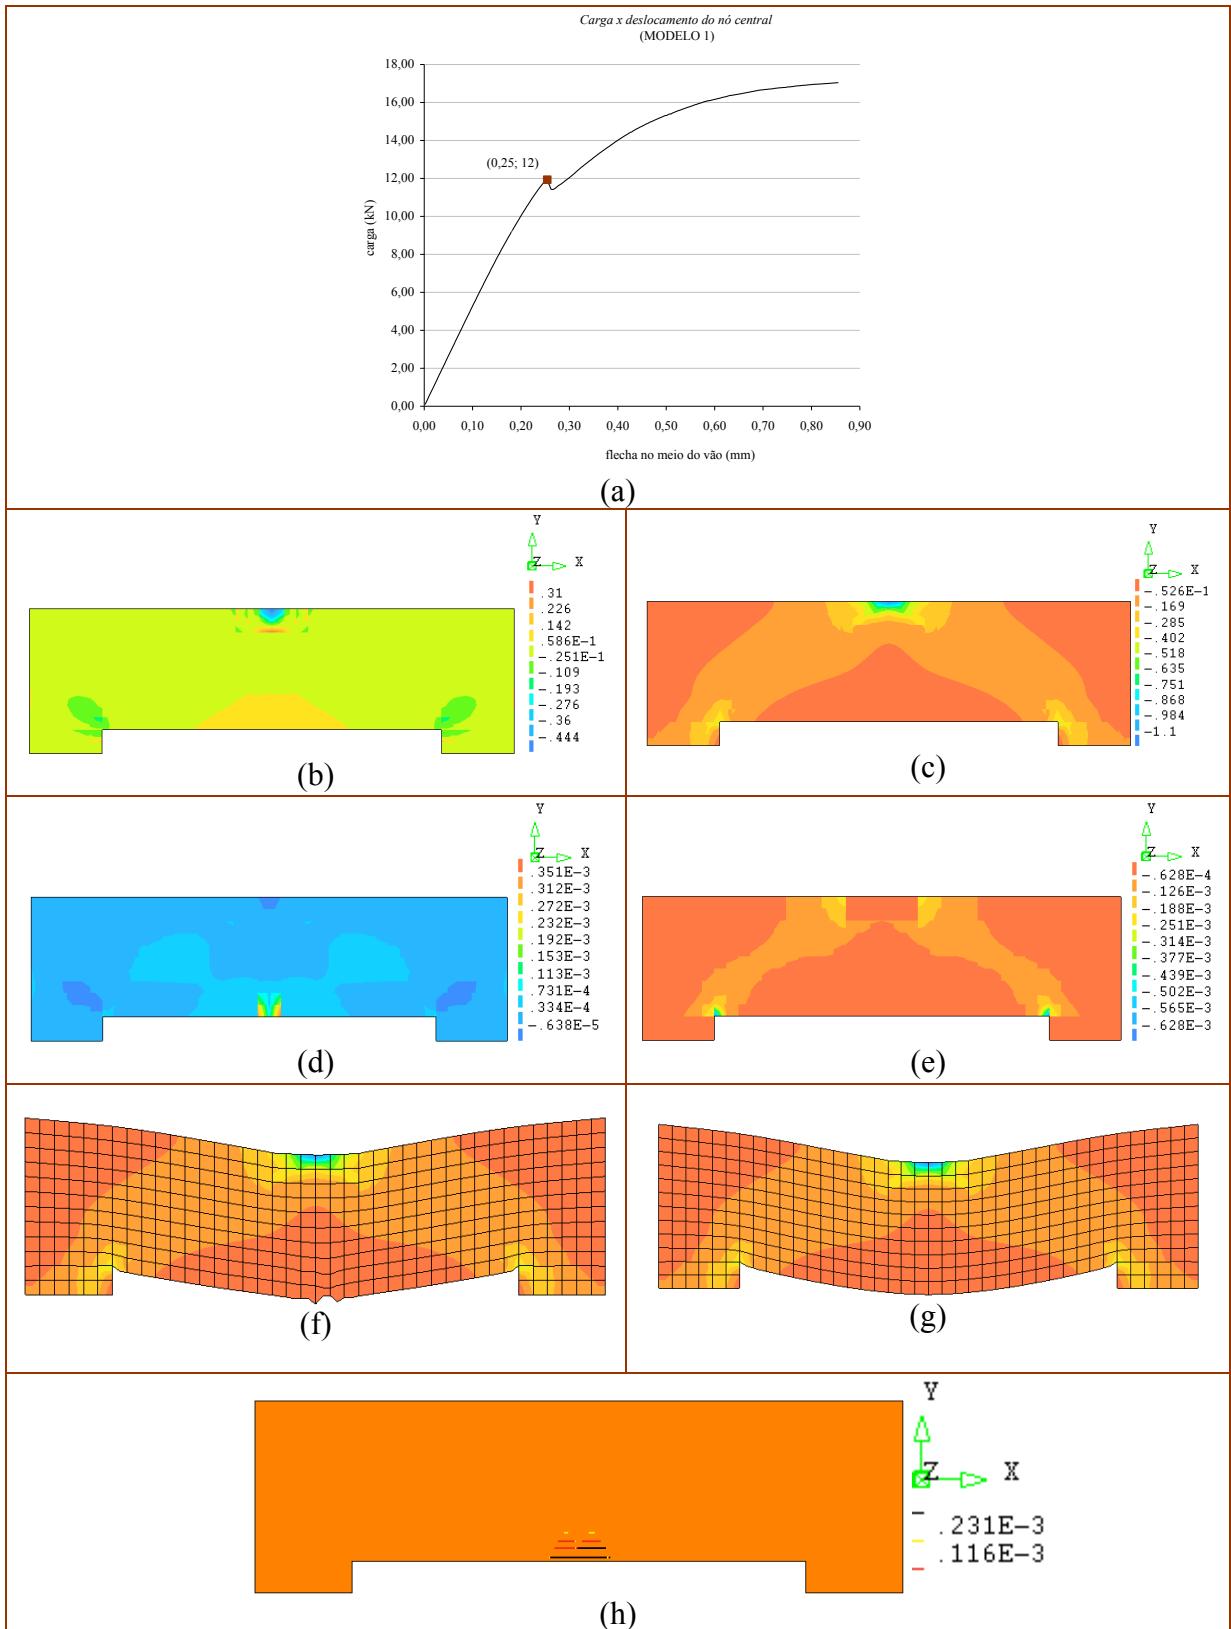 Carga x deslocamento do nó central
(MODELO 1)
18,00
16,00
14,00
12,00
10,00
8,00
6,00
4,00
2,00
0,00
carga (kN)
(0,25; 12)
0,00 0,10 0,20 0,30 0,40 0,50 0,60 0,70 0,80 0,90
flecha no meio do vão (mm)
(a)
Y
Z X
.31
.226
.142
.586E-1
-.251E-1
-.109
-.193
-.276
-.36
-.444
(b)
Y
Z X
-.526E-1
-.169
-.285
-.402
-.518
-.635
-.751
-.868
-.984
-1.1
(c)
Y
Z X
.351E-3
.312E-3
.272E-3
.232E-3
.192E-3
.153E-3
.113E-3
.731E-4
.334E-4
-.638E-5
(d)
Y
Z X
-.628E-4
-.126E-3
-.188E-3
-.251E-3
-.314E-3
-.377E-3
-.439E-3
-.502E-3
-.565E-3
-.628E-3
(e)
(f)
(g)
Y
Z X
.231E-3
.116E-3
(h)